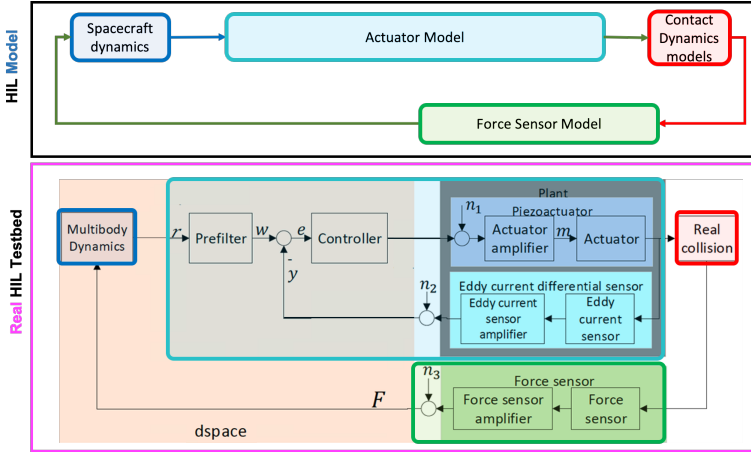 HIL Model
Spacecraft
dynamics
Actuator Model
Contact
Dynamics
models
Force Sensor Model
Real HIL Testbed
Multibody
Dynamics
r
Prefilter
w
e
-
y
Controller
Plant
Piezoactuator
n1
Actuator
amplifier
m
Actuator
Real
collision
Eddy current differential sensor
n2
Eddy current
sensor
amplifier
Eddy
current
sensor
Force sensor
n3
F
Force sensor
amplifier
Force
sensor
dspace